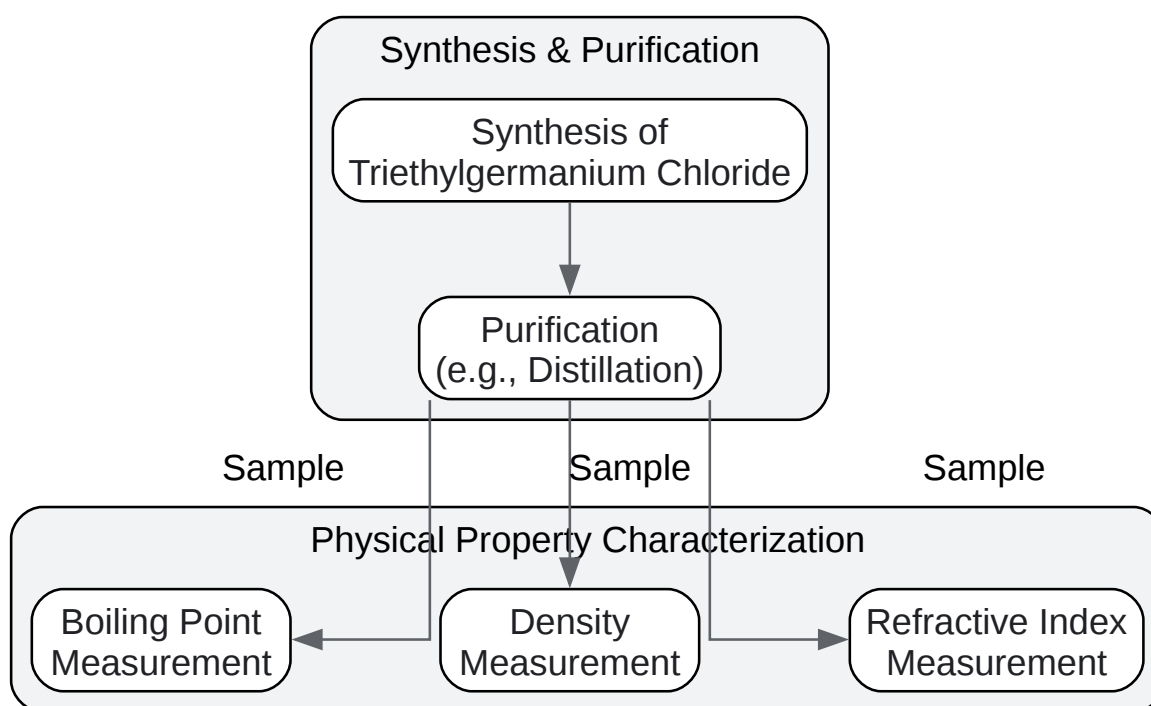 Synthesis & Purification
Synthesis of
Triethylgermanium Chloride
Purification
(e.g., Distillation)
Sample
Sample
Sample
Physical Property Characterization
Boiling Point
Measurement
Density
Measurement
Refractive Index
Measurement